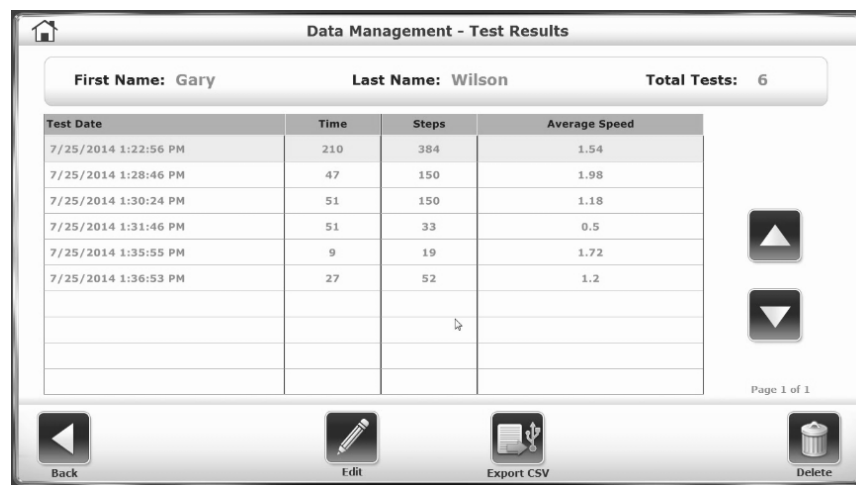 Data Management - Test Results
First Name: Gary Last Name: Wilson Total Tests: 6
Test Date Time Steps Average Speed
7/25/2014 1:22:56 PM 210 384 1.54
7/25/2014 1:28:46 PM 47 150 1.98
7/25/2014 1:30:24 PM 51 150 1.18
7/25/2014 1:31:46 PM 51 33 0.5
7/25/2014 1:35:55 PM 9 19 1.72
7/25/2014 1:36:53 PM 27 52 1.2
Page 1 of 1
Back Edit Export CSV Delete